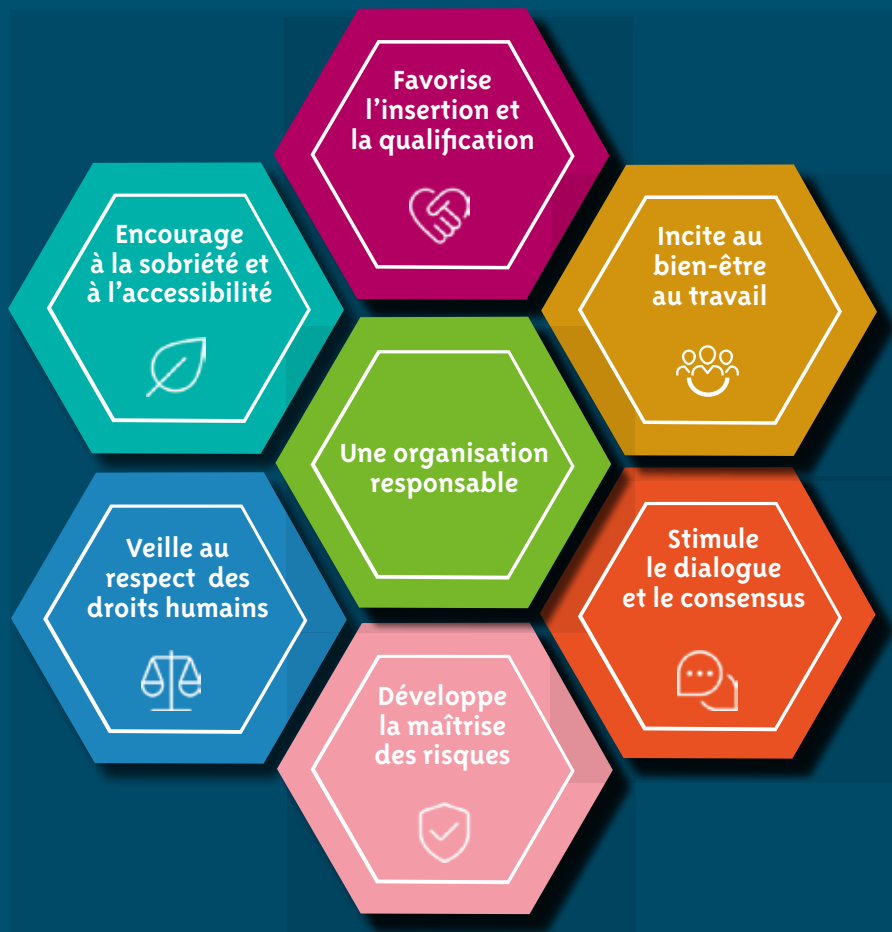 Favorise
l’insertion et
la qualification
Encourage
à la sobriété et
à l’accessibilité
Incite au
bien-être
au travail
Une organisation
responsable
Veille au
respect  des
droits humains
Stimule
le dialogue
et le consensus
Développe
la maîtrise
des risques